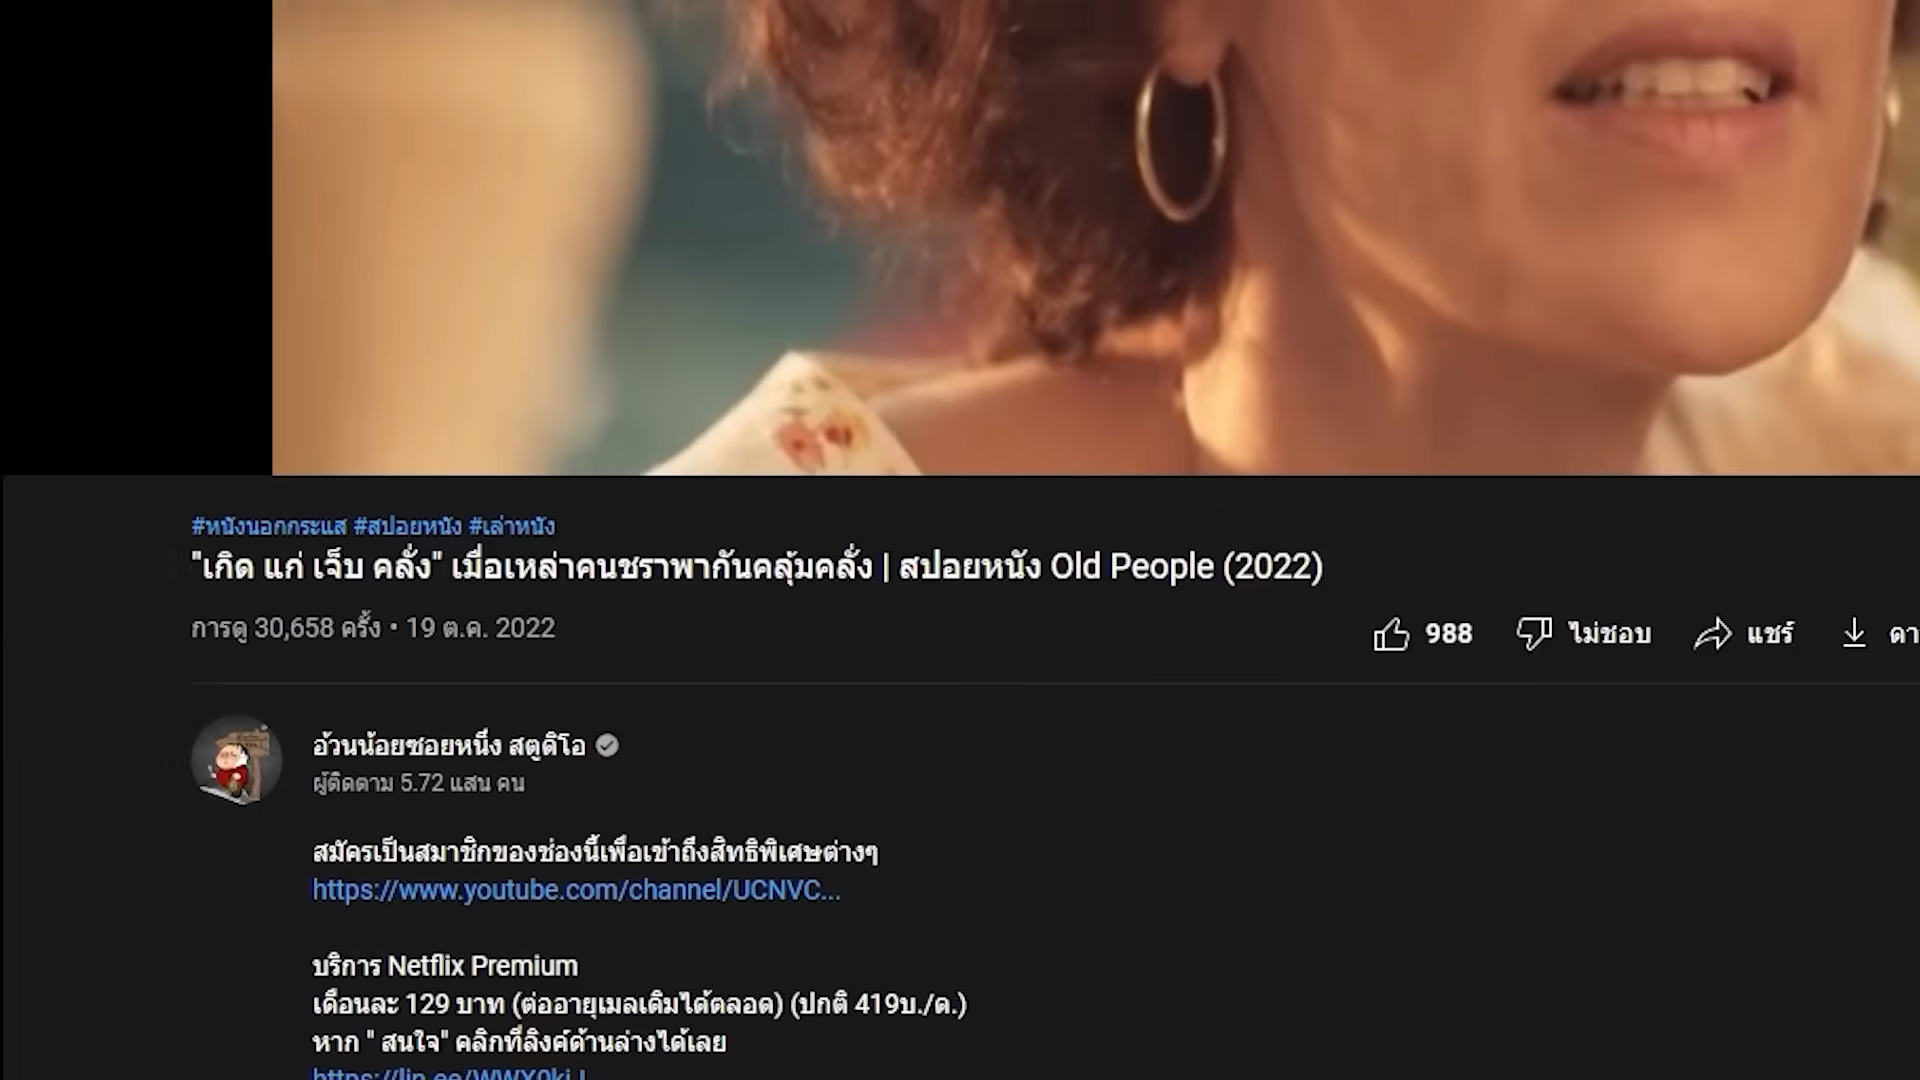 #หนังนอกกระแส #สปอยหนัง #เล่าหนัง
"เกิด แก่ เจ็บ คลั่ง" เมื่อเหล่าคนชราพากันคลุ้มคลั่ง | สปอยหนัง Old People (2022)
การดู 30,658 ครั้ง • 19 ต.ค. 2022
988 ไม่ชอบ แชร์
อ้วนน้อยซอยหนึ่ง สตูดิโอ
ผู้ติดตาม 5.72 แสน คน
สมัครเป็นสมาชิกของช่องนี้เพื่อเข้าถึงสิทธิพิเศษต่างๆ
https://www.youtube.com/channel/UCNVC...
บริการ Netflix Premium
เดือนละ 129 บาท (ต่ออายุเมลเดิมได้ตลอด) (ปกติ 419บ./ด.)
หาก " สนใจ" คลิกที่ลิงค์ด้านล่างได้เลย